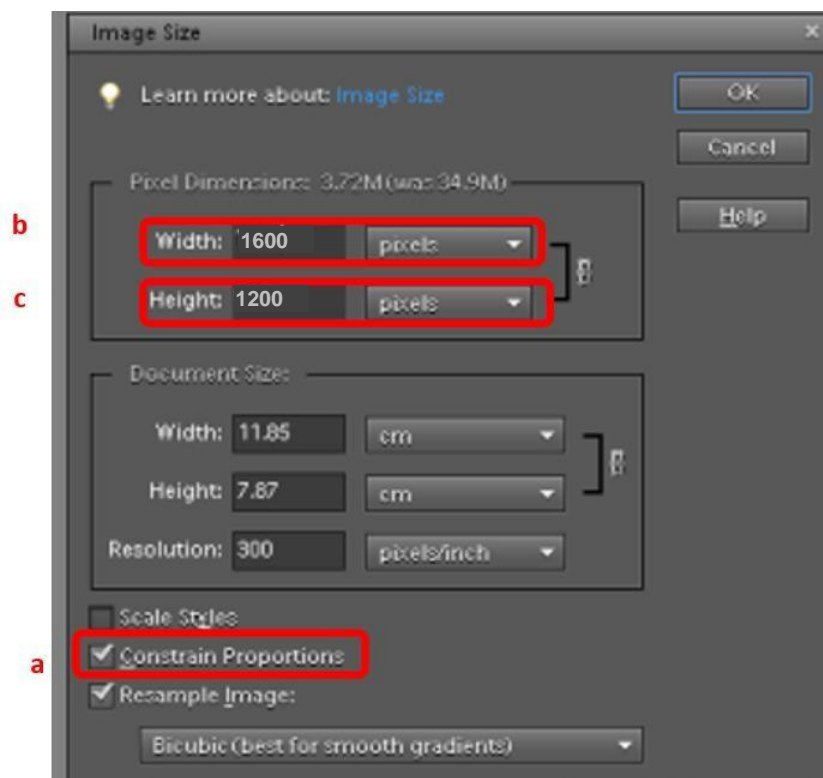 Image Size
Learn more about: Image Size
OK
Cancel
Help
Pixel Dimensions: 3.72M (was 34.9M)
b
Width: 1600 pixels
c
Height: 1200 pixels
Document Size:
Width: 11.85 cm
Height: 7.87 cm
Resolution: 300 pixels/inch
Scale Styles
a
Constrain Proportions
Resample Image:
Bicubic (best for smooth gradients)